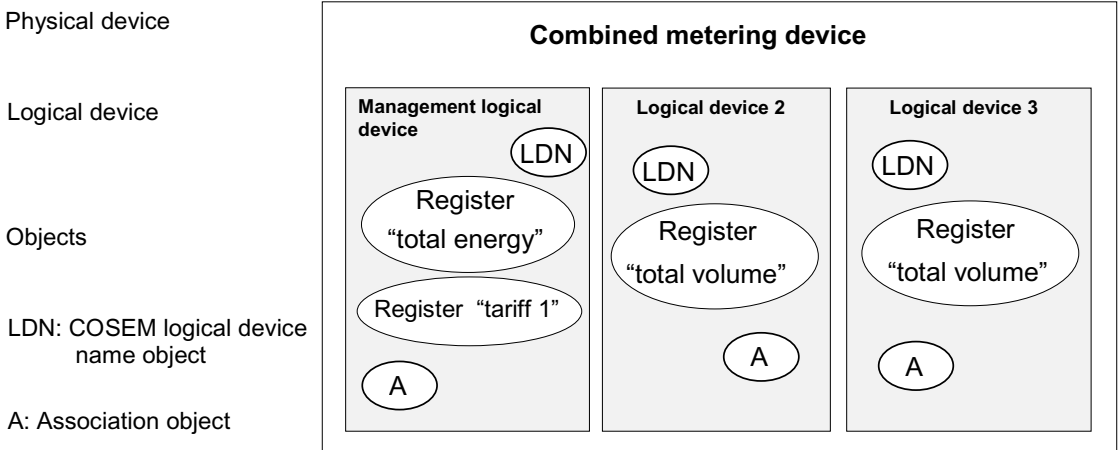 Physical device
Logical device
Objects
LDN: COSEM logical device
name object
A: Association object
Combined metering device
Management logical
device
LDN
Register
“total energy”
Register “tariff 1”
A
Logical device 2
LDN
Register
“total volume”
A
Logical device 3
LDN
Register
“total volume”
A